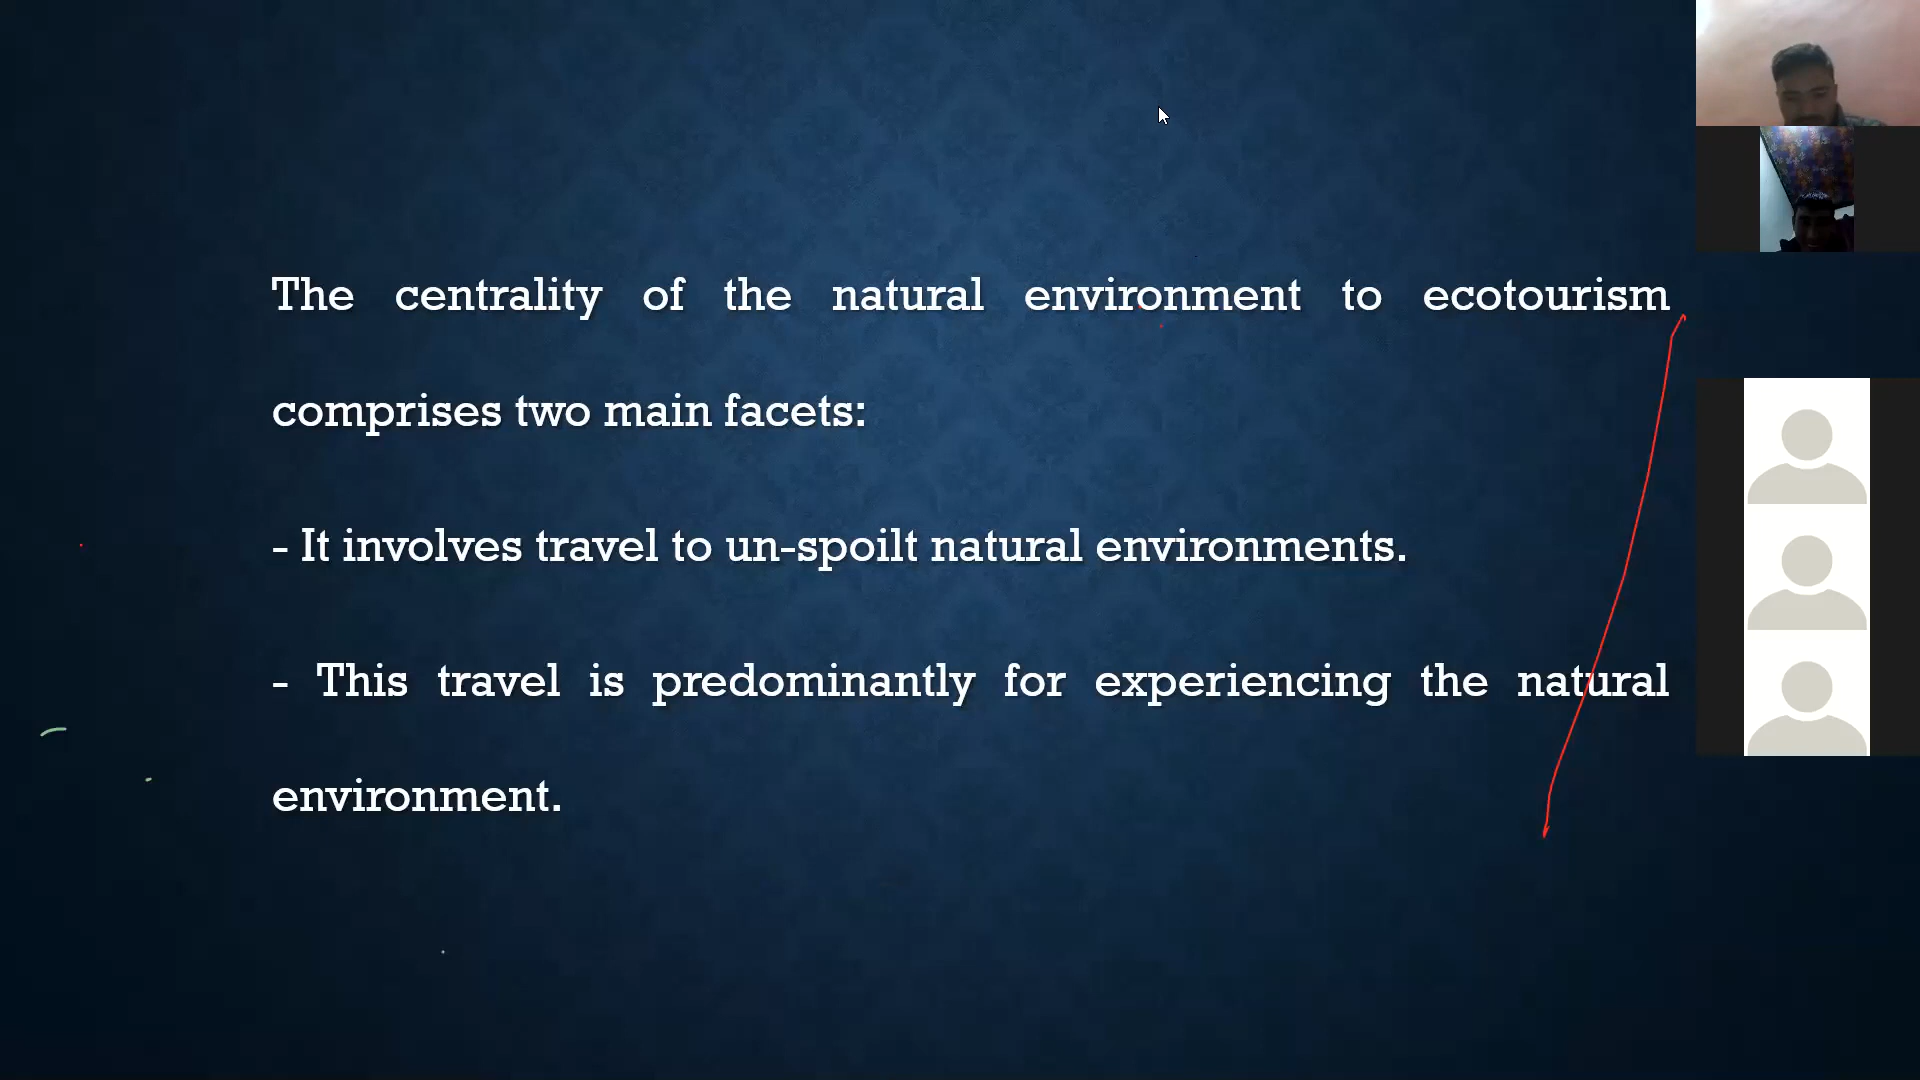 The centrality of the natural environment to ecotourism
comprises two main facets:
- It involves travel to un-spoilt natural environments.
- This travel is predominantly for experiencing the natural
environment.